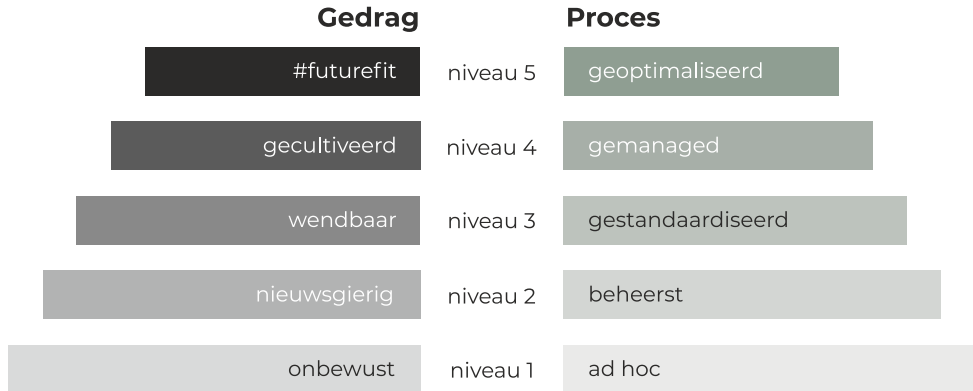 Gedrag Proces
#futurefit niveau 5 geoptimaliseerd
gecultiveerd niveau 4 gemanaged
wendbaar niveau 3 gestandaardiseerd
nieuwsgierig niveau 2 beheerst
onbewust niveau 1 ad hoc